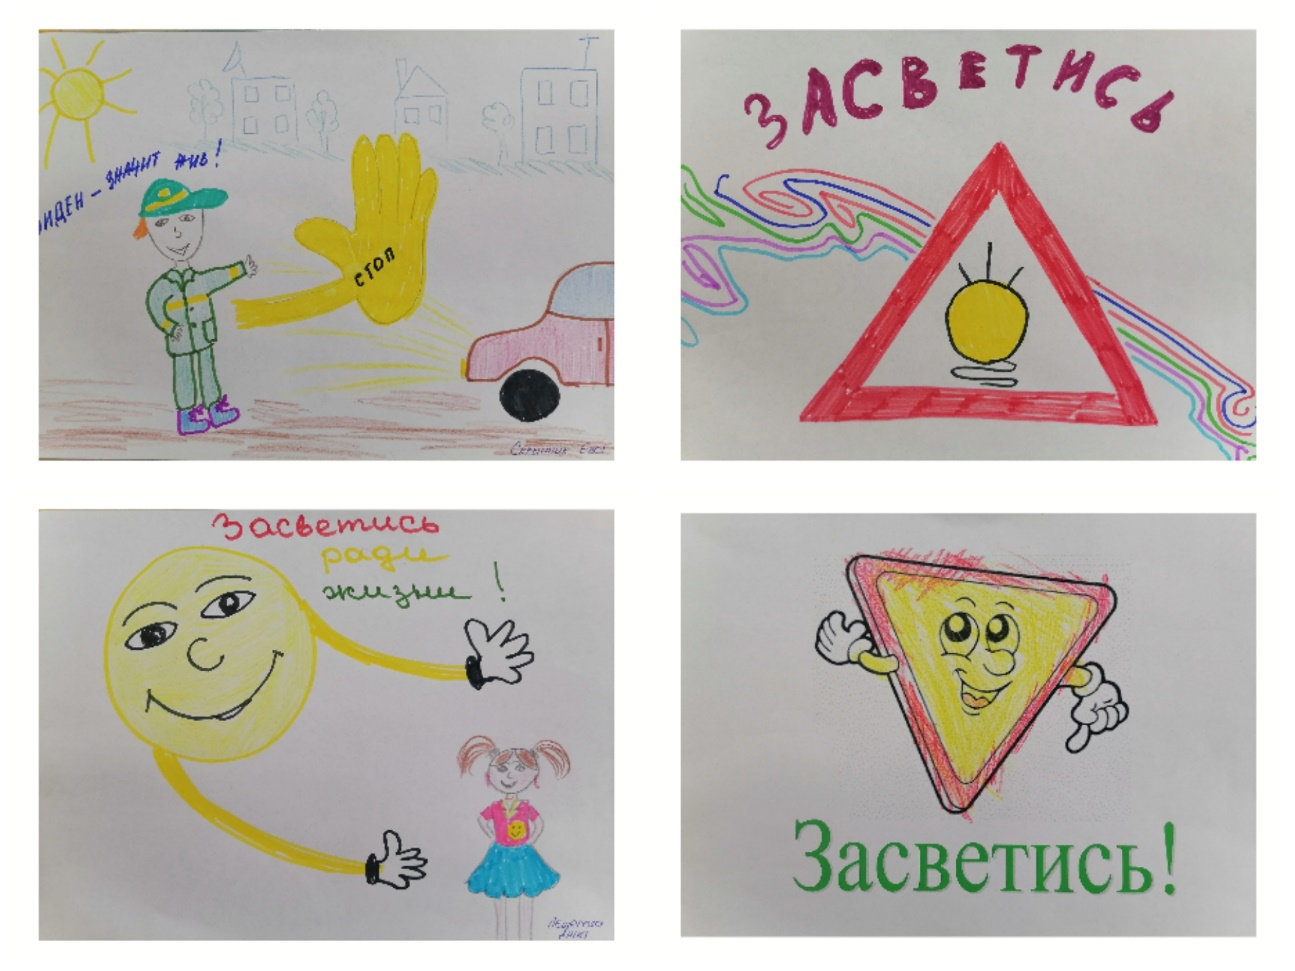 ИДЕН - ЗНАЧИТ ЖИВ!
СТОП
ЗАСВЕТИСЬ
Засветись
ради
жизни!
Засветись!